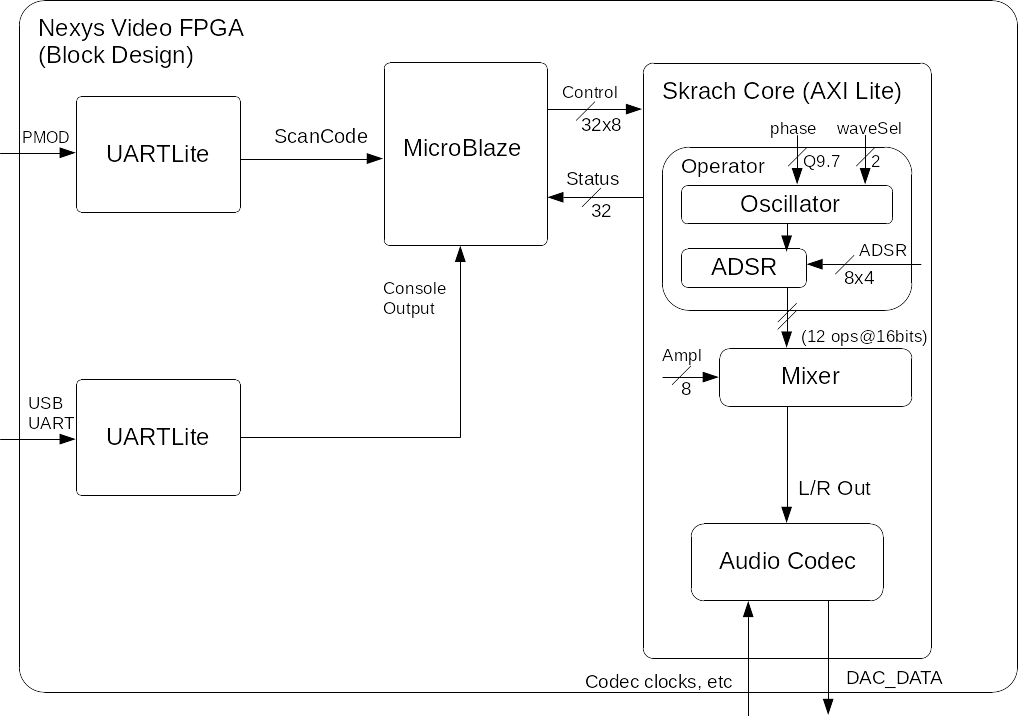 Nexys Video FPGA
(Block Design)
PMOD
UARTLite
ScanCode
MicroBlaze
Control
32x8
Status
32
Skrach Core (AXI Lite)
phase
waveSel
Operator
Q9.7
2
Oscillator
ADSR
ADSR
8x4
(12 ops@16bits)
Ampl
8
Mixer
Console
Output
USB
UART
UARTLite
L/R Out
Audio Codec
Codec clocks, etc
DAC_DATA